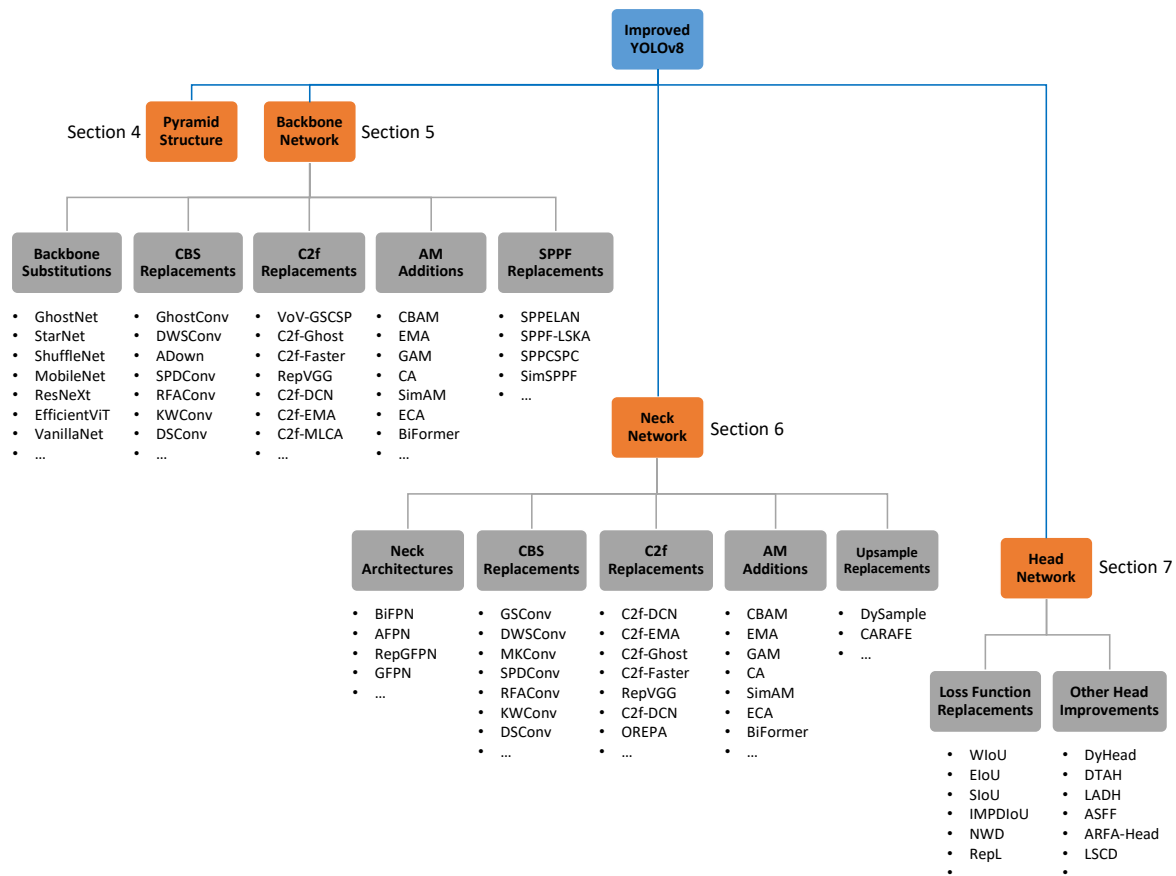 Improved
YOLOv8
Section 4
Pyramid
Structure
Backbone
Network
Section 5
Backbone
Substitutions
• GhostNet
• StarNet
• ShuffleNet
• MobileNet
• ResNeXt
• EfficientViT
• VanillaNet
• ...
CBS
Replacements
• GhostConv
• DWSConv
• ADown
• SPDConv
• RFAConv
• KWConv
• DSConv
• ...
C2f
Replacements
• VoV-GSCSP
• C2f-Ghost
• C2f-Faster
• RepVGG
• C2f-DCN
• C2f-EMA
• C2f-MLCA
• ...
AM
Additions
• CBAM
• EMA
• GAM
• CA
• SimAM
• ECA
• BiFormer
• ...
SPPF
Replacements
• SPPELAN
• SPPF-LSKA
• SPPCSPC
• SimSPPF
• ...
Neck
Network
Section 6
Neck
Architectures
• BiFPN
• AFPN
• RepGFPN
• GFPN
• ...
CBS
Replacements
• GSConv
• DWSConv
• MKConv
• SPDConv
• RFAConv
• KWConv
• DSConv
• ...
C2f
Replacements
• C2f-DCN
• C2f-EMA
• C2f-Ghost
• C2f-Faster
• RepVGG
• C2f-DCN
• OREPA
• ...
AM
Additions
• CBAM
• EMA
• GAM
• CA
• SimAM
• ECA
• BiFormer
• ...
Upsample
Replacements
• DySample
• CARAFE
• ...
Head
Network
Section 7
Loss Function
Replacements
• WIoU
• EIoU
• SIoU
• IMPDIoU
• NWD
• RepL
•
Other Head
Improvements
• DyHead
• DTAH
• LADH
• ASFF
• ARFA-Head
• LSCD
•